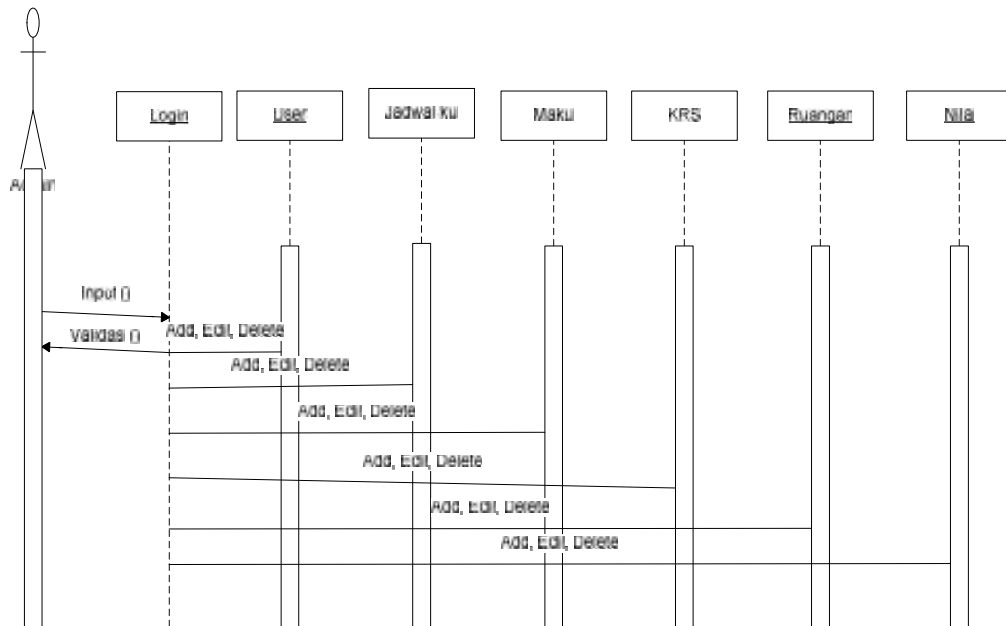 Login
User
Jadwal ku
Maku
KRS
Ruangan
Nilai
Input ()
Validas ()
Add, Edit, Delete
Add, Edit, Delete
Add, Edit, Delete
Add, Edit, Delete
Add, Edit, Delete
Add, Edit, Delete